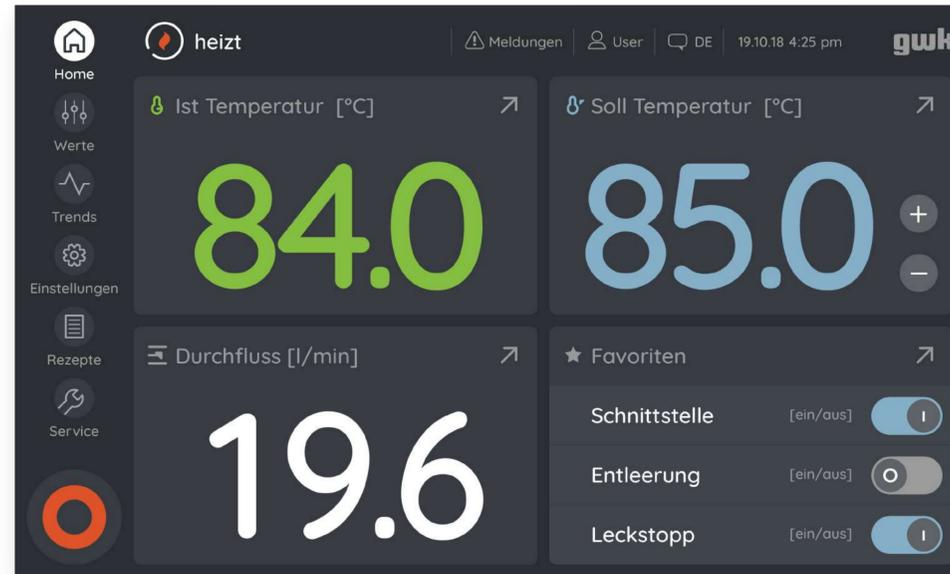 Home
heizt
Meldungen
User
DE
19.10.18 4:25 pm
gwk
Werte
Trends
Einstellungen
Rezepte
Service
Ist Temperatur [°C]
84.0
Soll Temperatur [°C]
85.0
+
−
Durchfluss [l/min]
19.6
Favoriten
Schnittstelle [ein/aus] I
Entleerung [ein/aus] O
Leckstopp [ein/aus] I